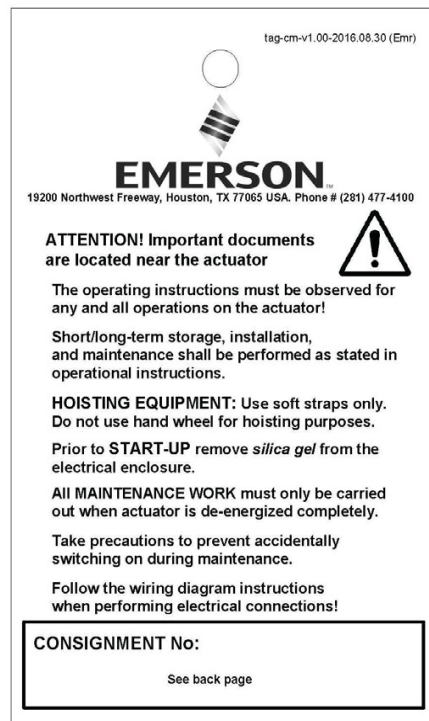 tag-cm-v1.00-2016.08.30 (Emr)
EMERSON™
19200 Northwest Freeway, Houston, TX 77065 USA. Phone # (281) 477-4100
ATTENTION! Important documents
are located near the actuator
The operating instructions must be observed for
any and all operations on the actuator!
Short/long-term storage, installation,
and maintenance shall be performed as stated in
operational instructions.
HOISTING EQUIPMENT: Use soft straps only.
Do not use hand wheel for hoisting purposes.
Prior to START-UP remove silica gel from the
electrical enclosure.
All MAINTENANCE WORK must only be carried
out when actuator is de-energized completely.
Take precautions to prevent accidentally
switching on during maintenance.
Follow the wiring diagram instructions
when performing electrical connections!
CONSIGNMENT No:
See back page